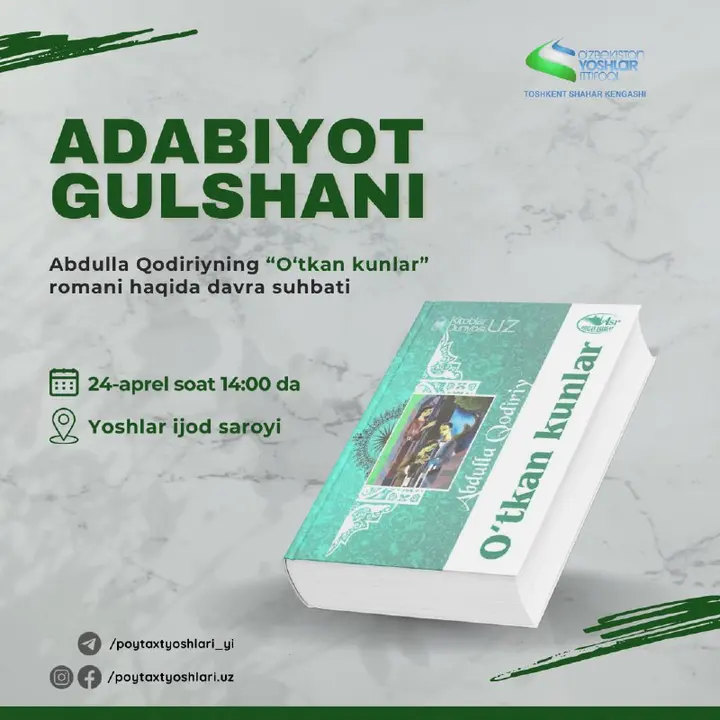 O'ZBEKISTON
YOSHLAR
ITTIFOQI
TOSHKENT SHAHAR KENGASHI
ADABIYOT
GULSHANI
Abdulla Qodiriyning “O‘tkan kunlar”
romani haqida davra suhbati
24-aprel soat 14:00 da
Yoshlar ijod saroyi
Kitoblar
Dunyosi UZ
Asr
Abdulla Qodiriy
O‘tkan kunlar
/poytaxtyoshlari_yi
/poytaxtyoshlari.uz